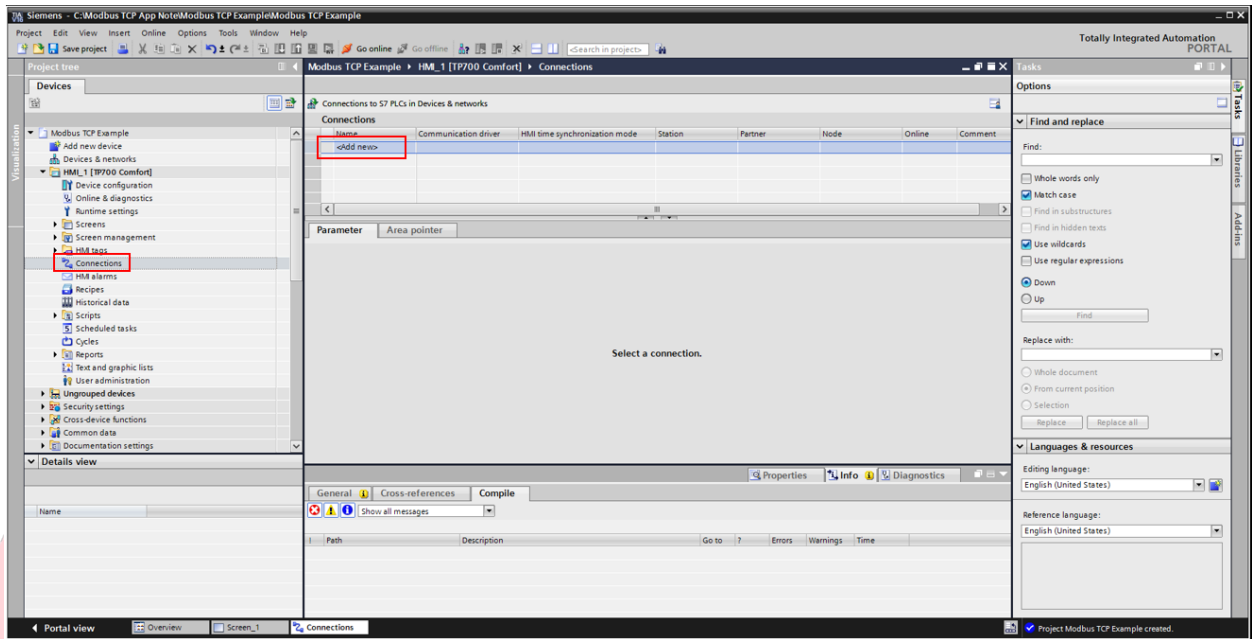 Siemens - C:\Modbus TCP App Note\Modbus TCP Example\Modbus TCP Example
Project Edit View Insert Online Options Tools Window Help
Totally Integrated Automation
PORTAL
Save project
Go online
Go offline
<Search in project>
Project tree
Modbus TCP Example ▸ HMI_1 [TP700 Comfort] ▸ Connections
Tasks
Devices
Options
Connections to S7 PLCs in Devices & networks
Connections
Name Communication driver HMI time synchronization mode Station Partner Node Online Comment
<Add new>
Parameter Area pointer
Select a connection.
Visualization
Modbus TCP Example
Add new device
Devices & networks
HMI_1 [TP700 Comfort]
Device configuration
Online & diagnostics
Runtime settings
Screens
Screen management
HMI tags
Connections
HMI alarms
Recipes
Historical data
Scripts
Scheduled tasks
Cycles
Reports
Text and graphic lists
User administration
Ungrouped devices
Security settings
Cross-device functions
Common data
Documentation settings
Details view
Name
Properties Info Diagnostics
General Cross-references Compile
Show all messages
! Path Description Go to ? Errors Warnings Time
Find and replace
Find:
Whole words only
Match case
Find in substructures
Find in hidden texts
Use wildcards
Use regular expressions
Down
Up
Find
Replace with:
Whole document
From current position
Selection
Replace Replace all
Languages & resources
Editing language:
English (United States)
Reference language:
English (United States)
Tasks
Libraries
Add-ins
Portal view
Overview
Screen_1
Connections
Project Modbus TCP Example created.